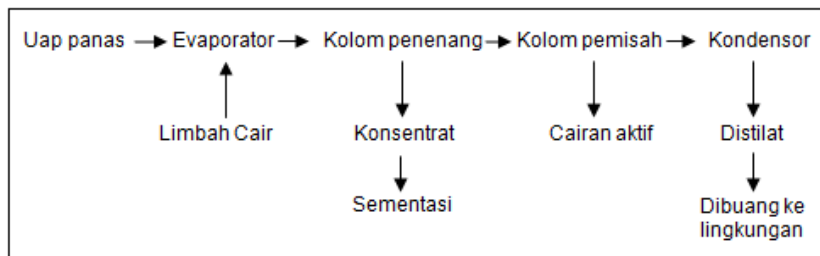 Uap panas Evaporator Kolom penenang Kolom pemisah Kondensor
Limbah Cair Konsentrat Cairan aktif Distilat
Sementasi Dibuang ke
lingkungan